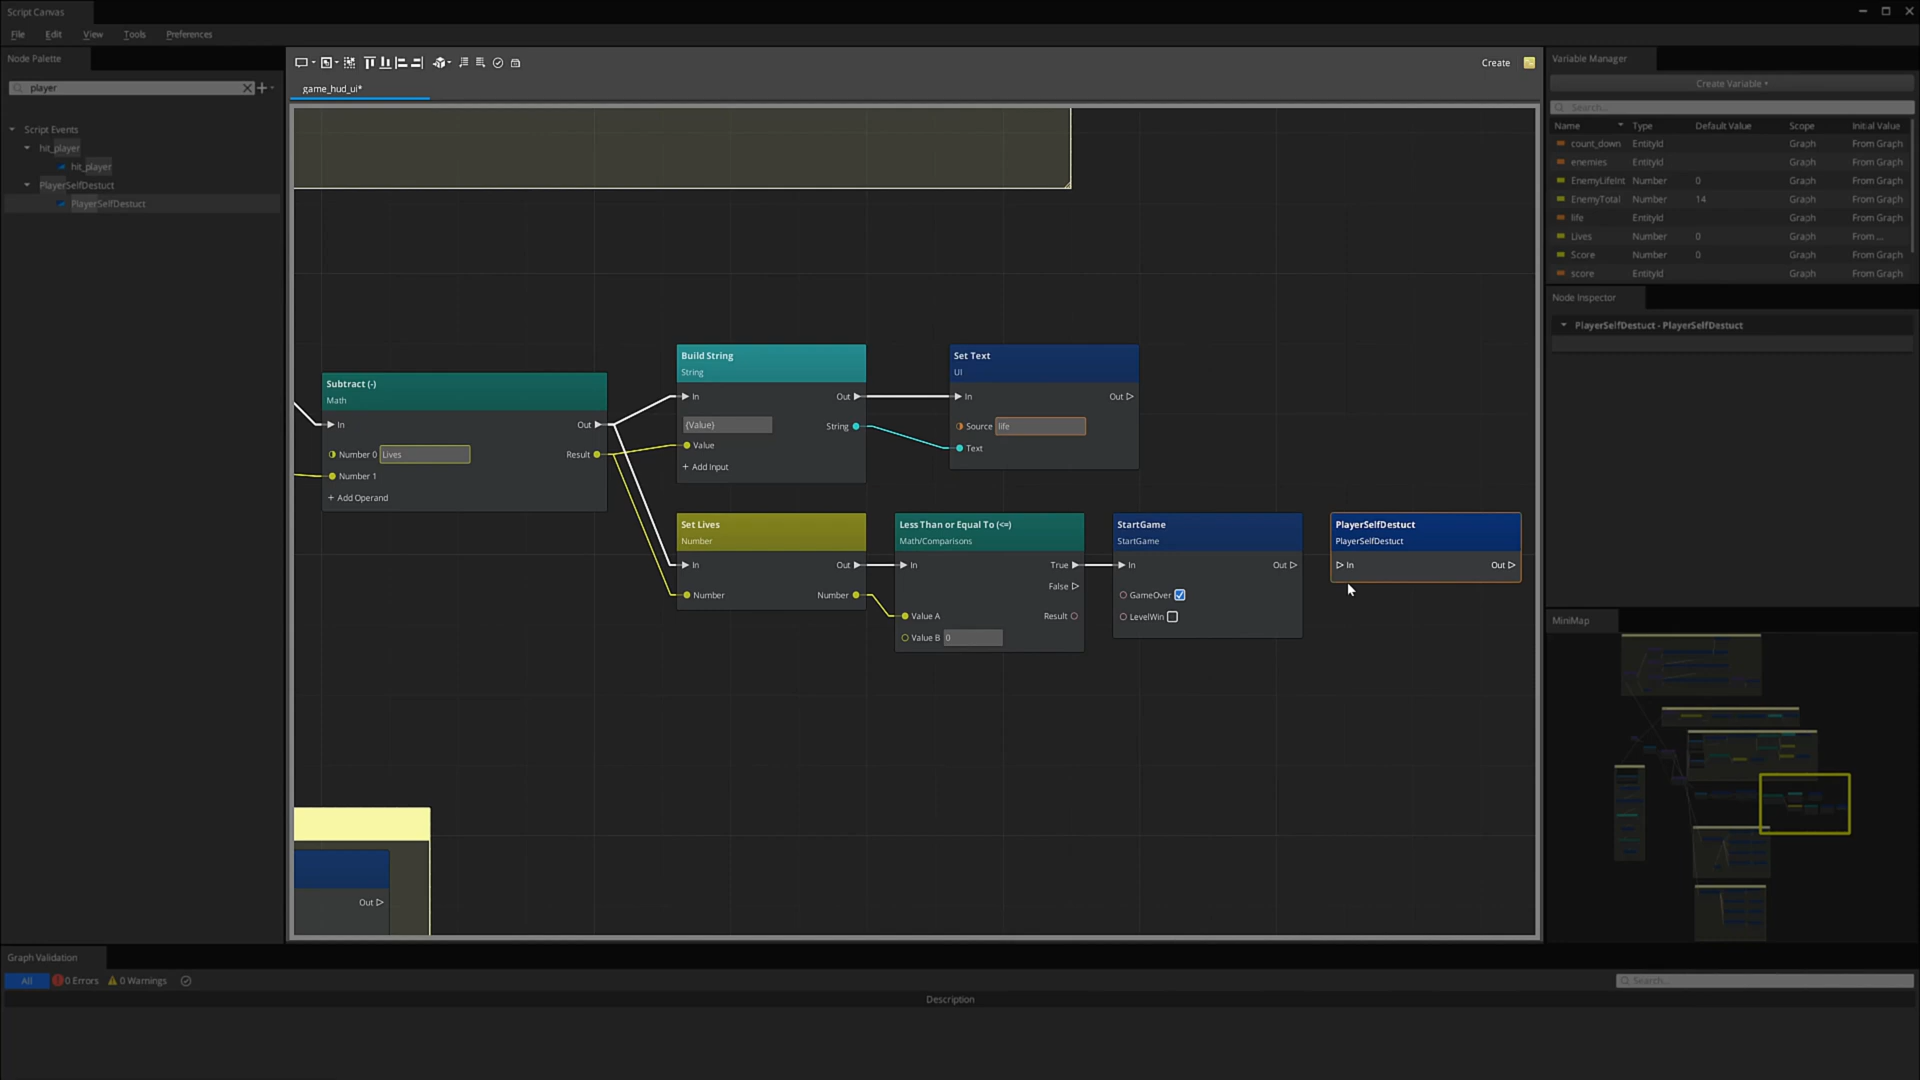 Script Canvas
File Edit View Tools Preferences
Node Palette
player
Script Events
hit_player
hit_player
PlayerSelfDestuct
PlayerSelfDestuct
Create
game_hud_ui*
Subtract (-)
Math
In
Out
Number 0 Lives
Result
Number 1
+ Add Operand
Build String
String
In
Out
{Value}
String
Value
+ Add Input
Set Text
UI
In
Out
Source life
Text
Set Lives
Number
In
Out
Number
Number
Less Than or Equal To (<=)
Math/Comparisons
In
True
False
Value A
Result
Value B 0
StartGame
StartGame
In
Out
GameOver
LevelWin
PlayerSelfDestuct
PlayerSelfDestuct
In
Out
Out
Variable Manager
Create Variable
Search...
Name Type Default Value Scope Initial Value
count_down EntityId Graph From Graph
enemies EntityId Graph From Graph
EnemyLifeInt Number 0 Graph From Graph
EnemyTotal Number 14 Graph From Graph
life EntityId Graph From Graph
Lives Number 0 Graph From ...
Score Number 0 Graph From Graph
score EntityId Graph From Graph
Node Inspector
PlayerSelfDestuct - PlayerSelfDestuct
MiniMap
Graph Validation
All 0 Errors 0 Warnings
Search...
Description